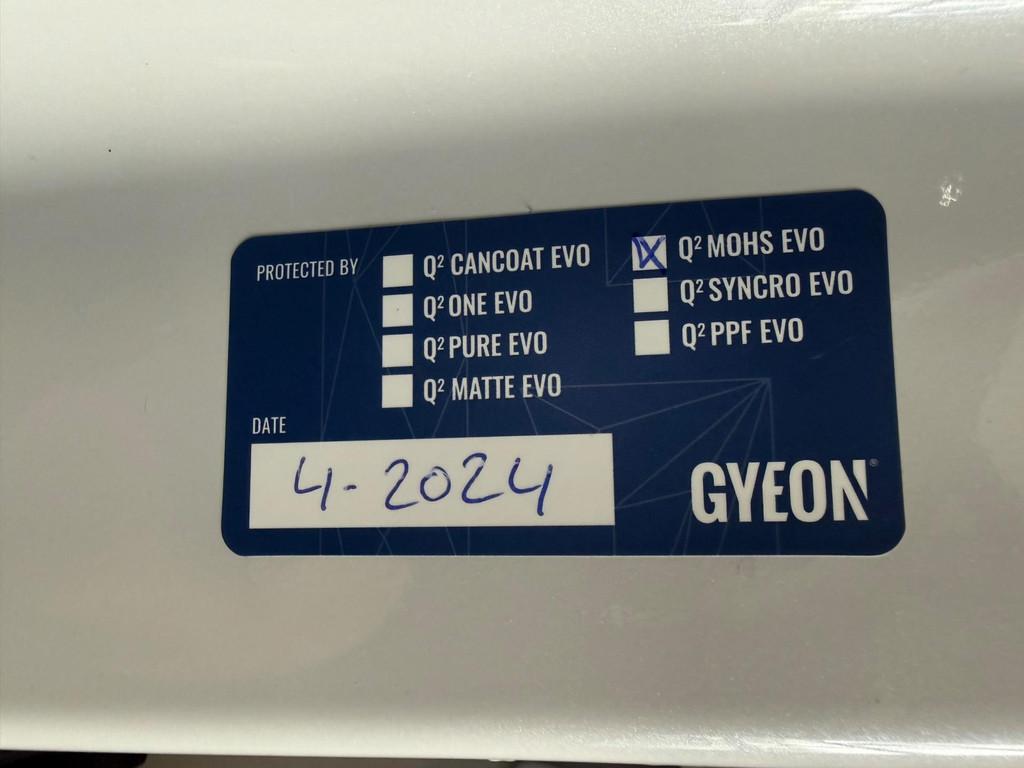 PROTECTED BY
Q² CANCOAT EVO
Q² ONE EVO
Q² PURE EVO
Q² MATTE EVO
Q² MOHS EVO
Q² SYNCRO EVO
Q² PPF EVO
DATE
4-2024
GYEON®